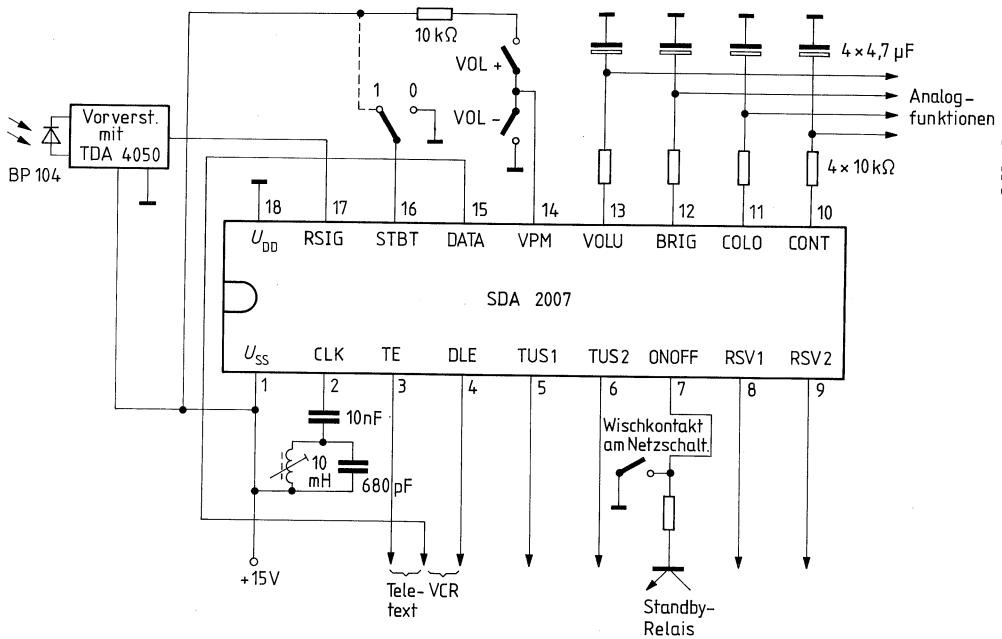 10 kΩ
VOL +
VOL -
1 0
4 × 4,7 µF
Analog-
funktionen
4 × 10 kΩ
Vorverst.
mit
TDA 4050
BP 104
18 17 16 15 14 13 12 11 10
U_DD RSIG STBT DATA VPM VOLU BRIG COLO CONT
SDA 2007
U_SS CLK TE DLE TUS1 TUS2 ONOFF RSV1 RSV2
1 2 3 4 5 6 7 8 9
10nF
10
mH
680 pF
Wischkontakt
am Netzschalt.
+15V
Tele-
text
VCR
Standby-
Relais